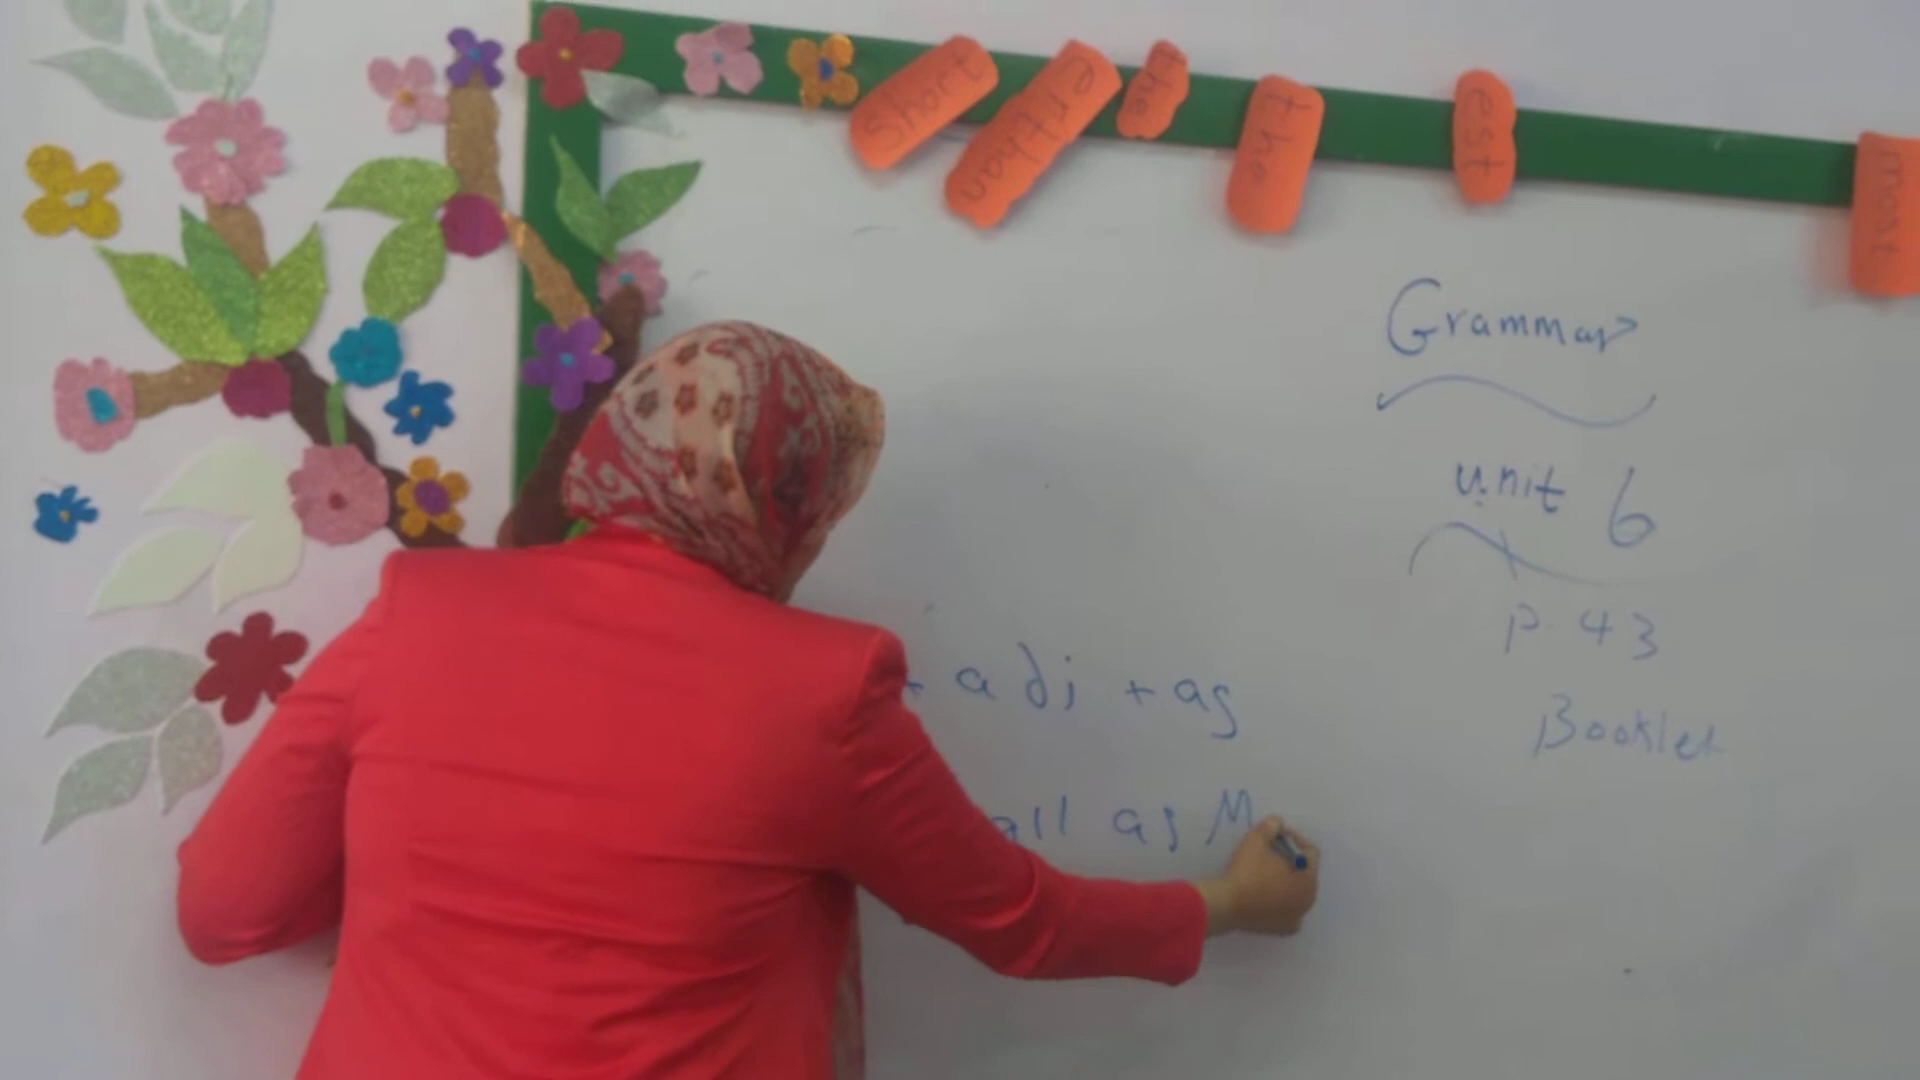 Short
er than
the
the
est
most
Grammar
unit 6
P. 43
Booklet
+ adj + as
all as M